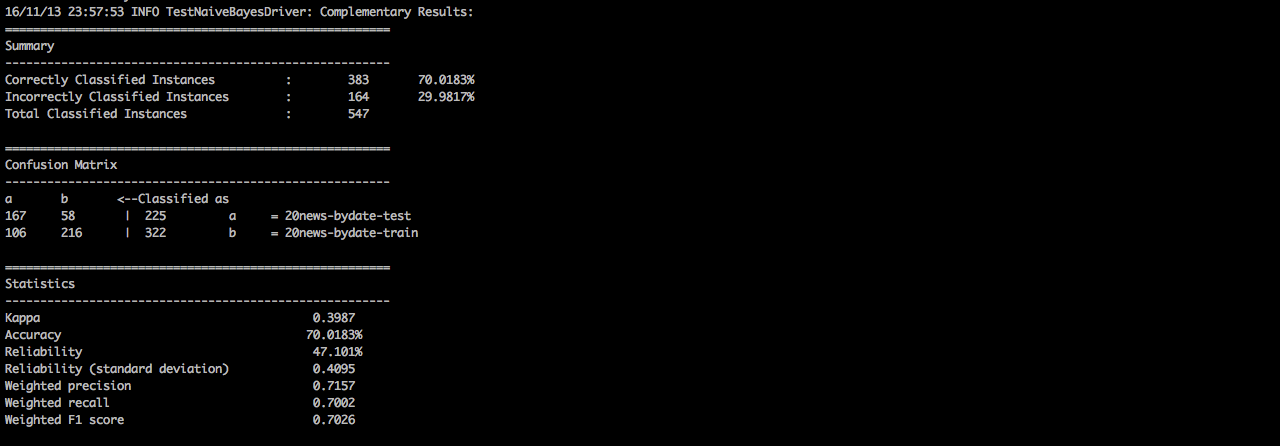 16/11/13 23:57:53 INFO TestNaiveBayesDriver: Complementary Results:
=======================================================
Summary
-------------------------------------------------------
Correctly Classified Instances          :        383       70.0183%
Incorrectly Classified Instances        :        164       29.9817%
Total Classified Instances              :        547

=======================================================
Confusion Matrix
-------------------------------------------------------
a       b       <--Classified as
167     58       |  225         a     = 20news-bydate-test
106     216      |  322         b     = 20news-bydate-train

=======================================================
Statistics
-------------------------------------------------------
Kappa                                       0.3987
Accuracy                                   70.0183%
Reliability                                 47.101%
Reliability (standard deviation)            0.4095
Weighted precision                          0.7157
Weighted recall                             0.7002
Weighted F1 score                           0.7026